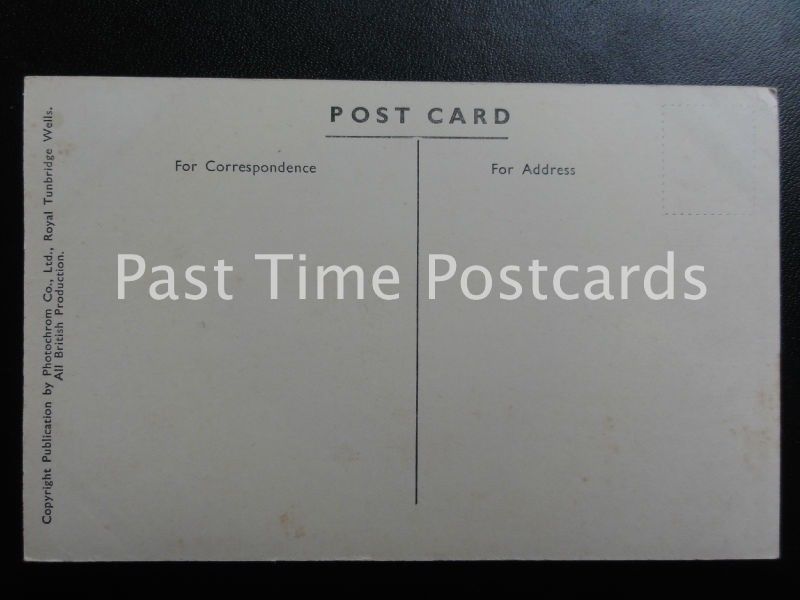 POST CARD
For Correspondence
For Address
Past Time Postcards
Copyright Publication by Photochrom Co., Ltd., Royal Tunbridge Wells.
All British Production.